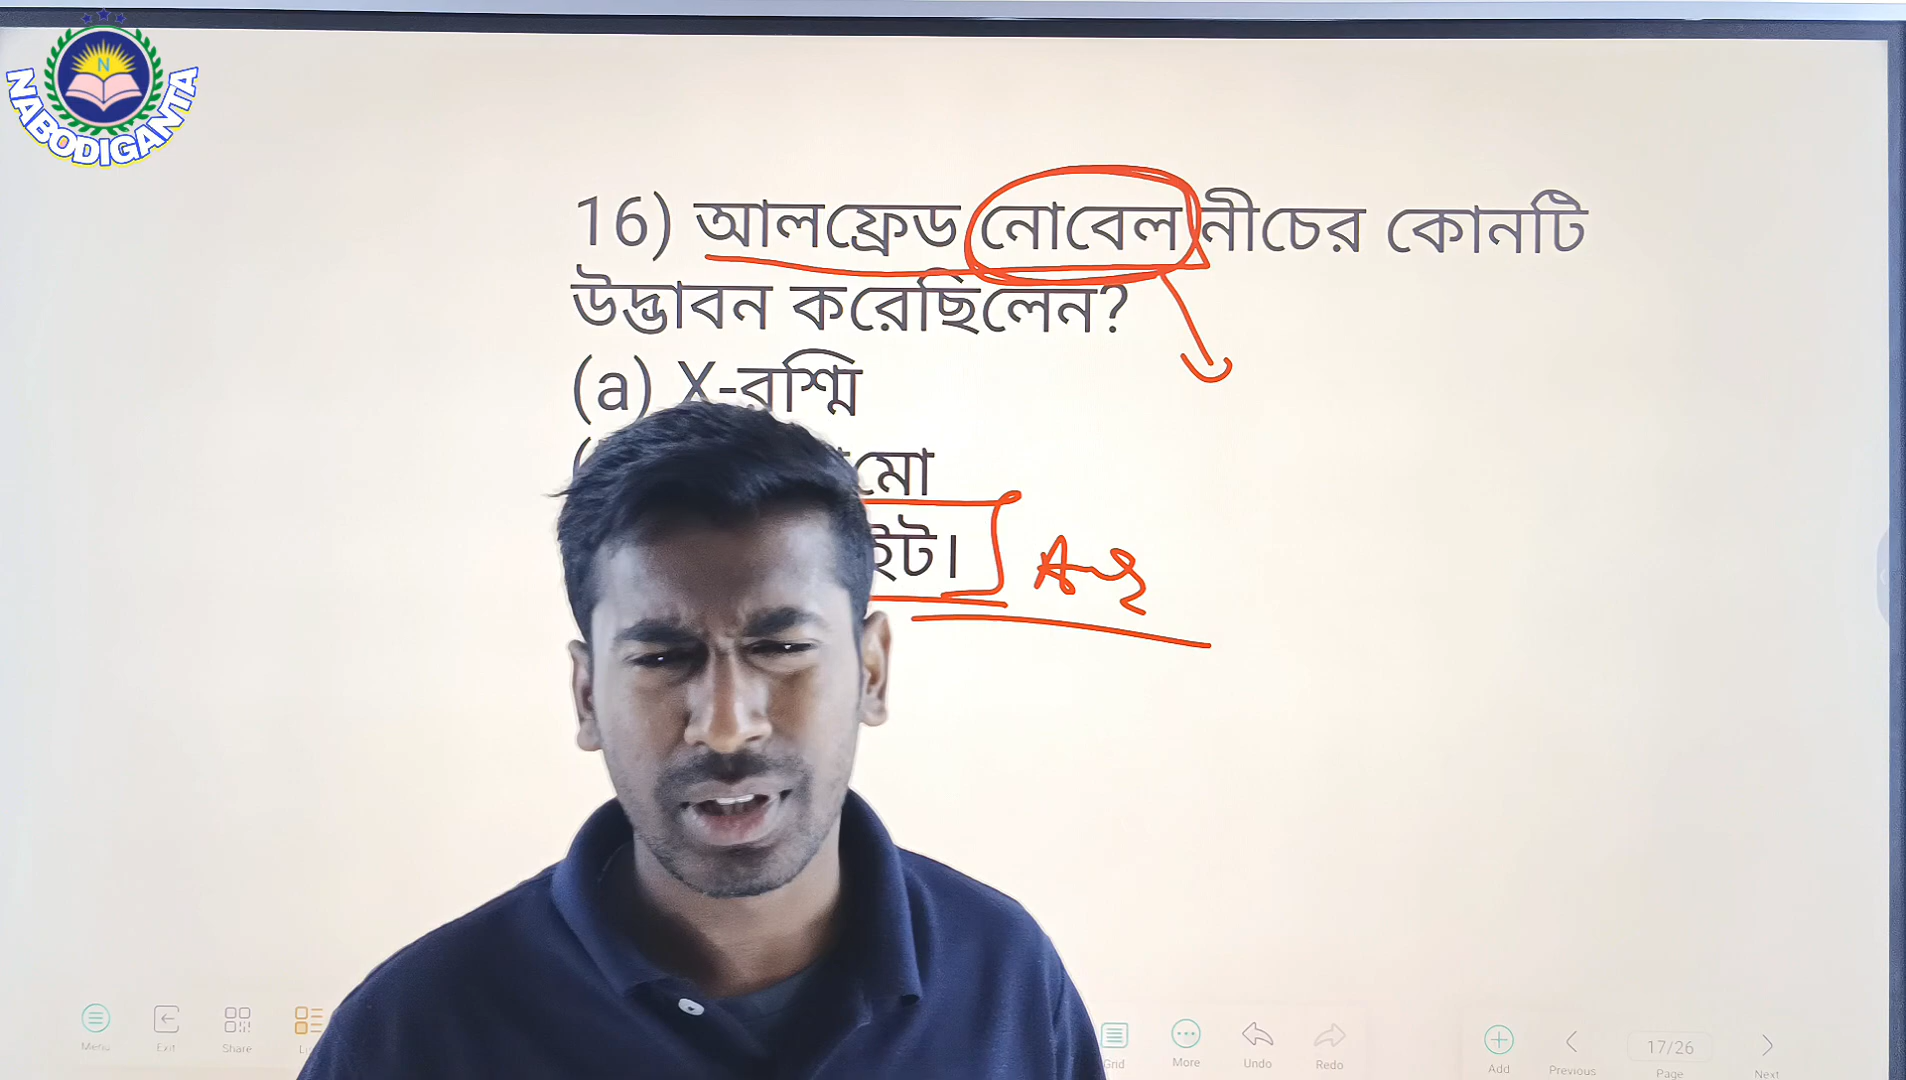 NABODIGANTA
N
16) আলফ্রেড নোবেল নীচের কোনটি
উদ্ভাবন করেছিলেন?
(a) X-রশ্মি
Menu
Exit
Share
Grid
More
Undo
Redo
Add
Previous
17/26
Page
Next